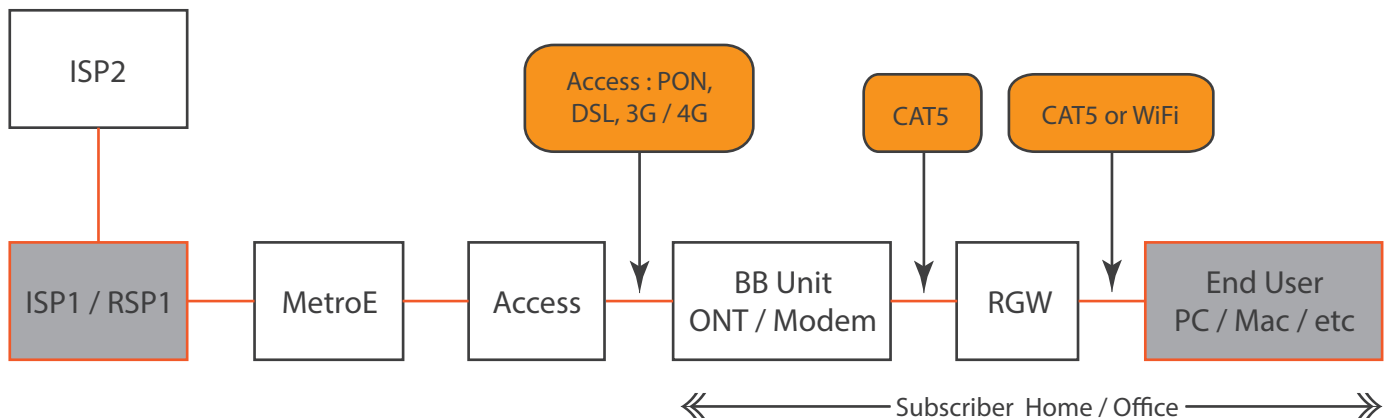 ISP2
Access : PON,
DSL, 3G / 4G
CAT5
CAT5 or WiFi
ISP1 / RSP1
MetroE
Access
BB Unit
ONT / Modem
RGW
End User
PC / Mac / etc
Subscriber Home / Office